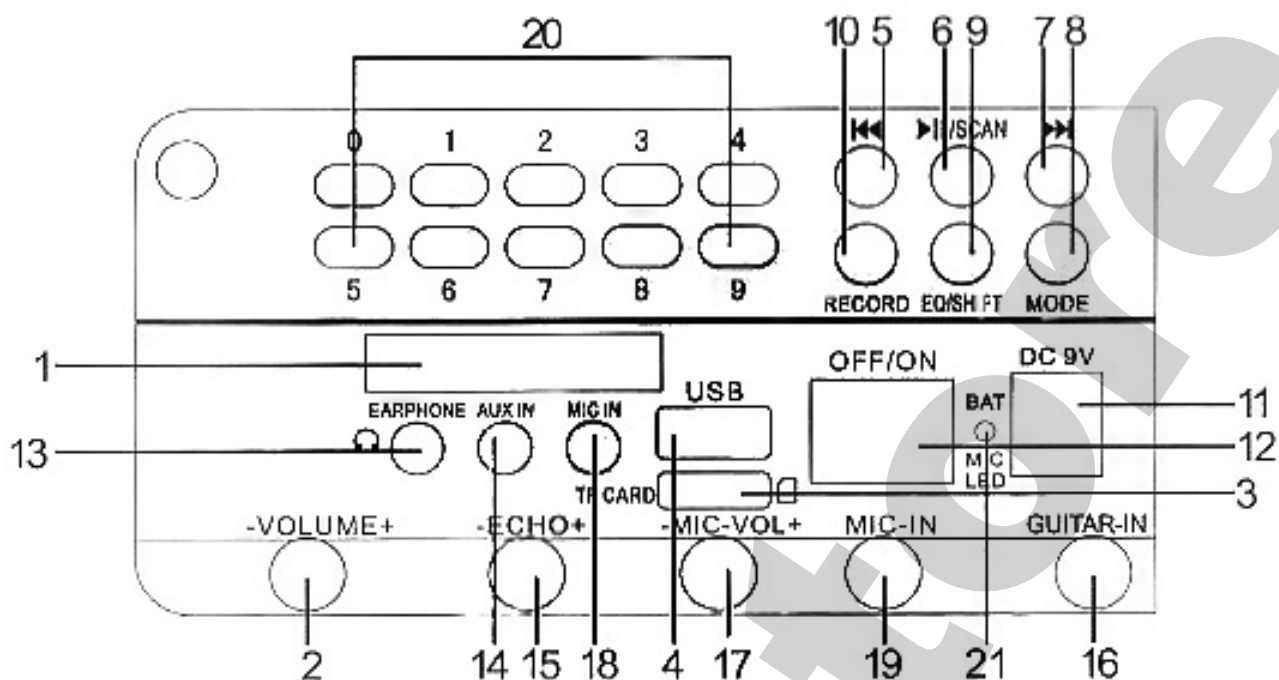 20 10 5 6 9 7 8
0 1 2 3 4 /SCAN
5 6 7 8 9 RECORD EQ/SHIFT MODE
1 OFF/ON DC 9V
USB
EARPHONE AUX IN MIC IN BAT 11
13 12
MIC
LED
TF CARD 3
-VOLUME+ -ECHO+ -MIC-VOL+ MIC-IN GUITAR-IN
2 14 15 18 4 17 19 21 16
tore